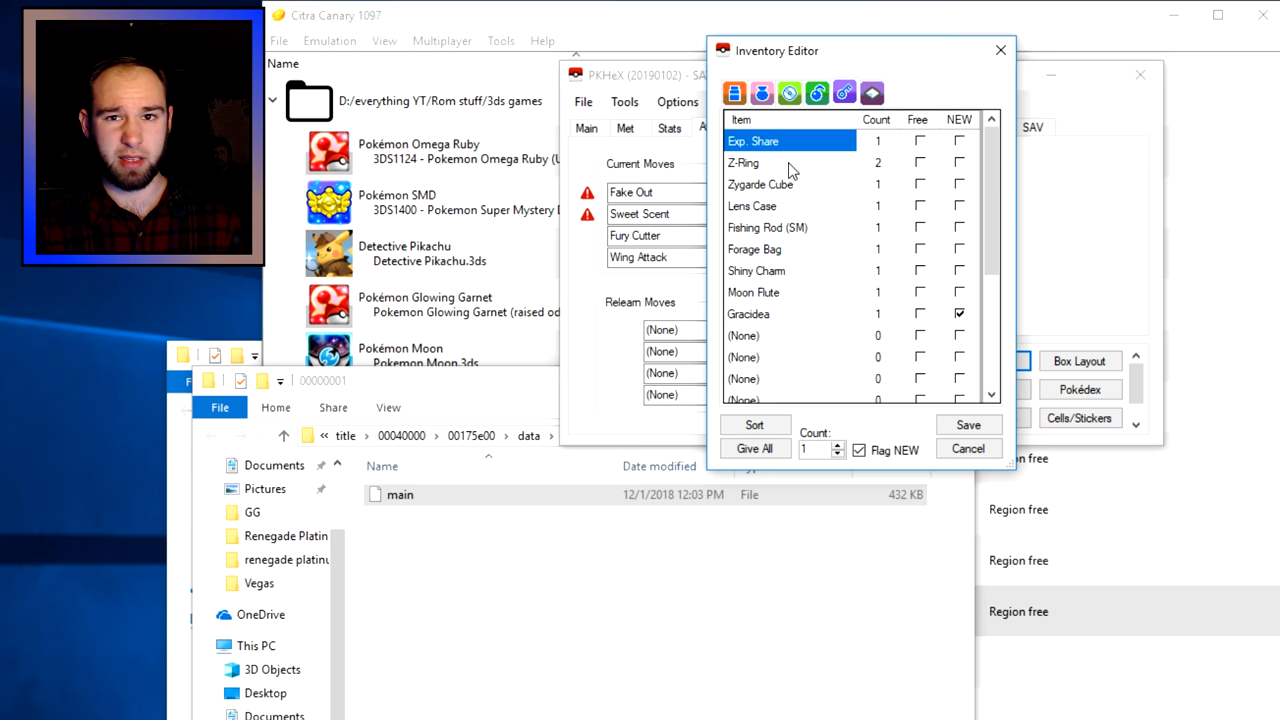 Citra Canary 1097
File Emulation View Multiplayer Tools Help
Name
D:/everything YT/Rom stuff/3ds games
Pokémon Omega Ruby
3DS1124 - Pokemon Omega Ruby (U
Pokémon SMD
3DS1400 - Pokemon Super Mystery D
Detective Pikachu
Detective Pikachu.3ds
Pokémon Glowing Garnet
Pokemon Glowing Garnet (raised od
Pokémon Moon
Pokemon Moon.3ds
PKHeX (20190102) - SA
File Tools Options
Main Met Stats A
SAV
Current Moves
Fake Out
Sweet Scent
Fury Cutter
Wing Attack
Relearn Moves
(None)
(None)
(None)
(None)
Box Layout
Pokédex
Cells/Stickers
Inventory Editor
Item Count Free NEW
Exp. Share 1
Z-Ring 2
Zygarde Cube 1
Lens Case 1
Fishing Rod (SM) 1
Forage Bag 1
Shiny Charm 1
Moon Flute 1
Gracidea 1
(None) 0
(None) 0
(None) 0
(None) 0
Sort
Count:
Save
Give All
1
Flag NEW
Cancel
F
00000001
File Home Share View
« title > 00040000 > 00175e00 > data >
Documents
Pictures
GG
Renegade Platin
renegade platinu
Vegas
OneDrive
This PC
3D Objects
Desktop
Documents
Name Date modified
main 12/1/2018 12:03 PM File 432 KB
on free
Region free
Region free
Region free